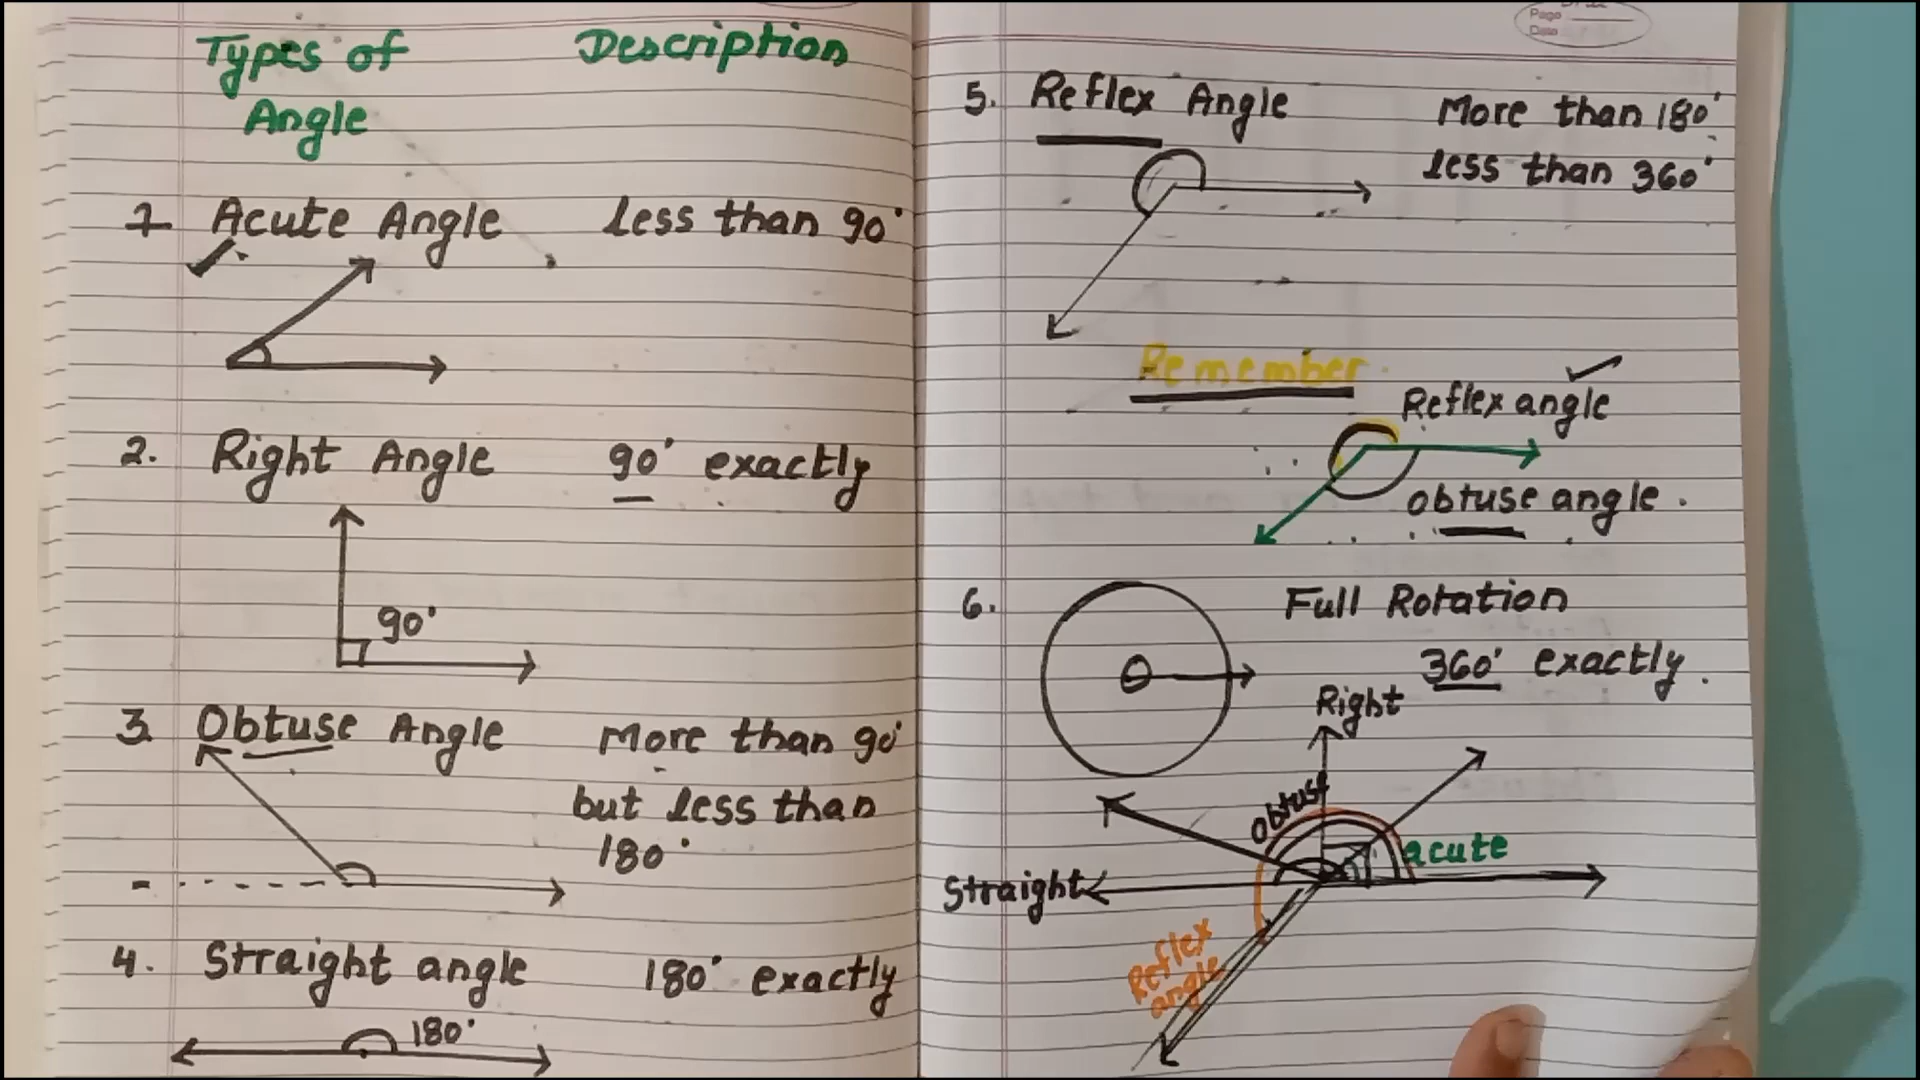 Types of Angle
Description
1. Acute Angle less than 90°
2. Right Angle 90° exactly
90°
3. Obtuse Angle More than 90°
but less than
180°
4. Straight angle 180° exactly
180°
Page
Date
5. Reflex Angle More than 180°
less than 360°
Remember
Reflex angle
obtuse angle.
6. Full Rotation
360° exactly.
Right
Obtuse
acute
Straight
Reflex
angle